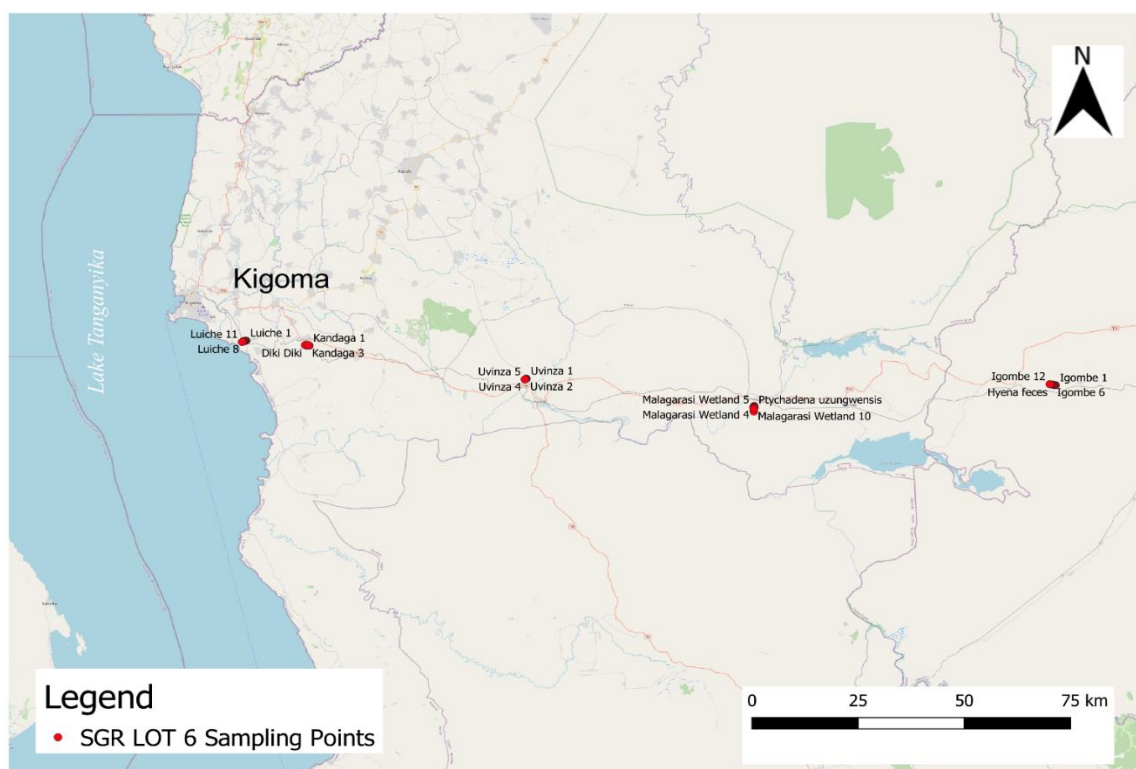 N
Kigoma
Lake Tanganyika
Luiche 11 Luiche 1
Luiche 8
Kandaga 1
Diki Diki Kandaga 3
Uvinza 5 Uvinza 1
Uvinza 4 Uvinza 2
Malagarasi Wetland 5 Ptychadena uzungwensis
Malagarasi Wetland 4 Malagarasi Wetland 10
Igombe 12 Igombe 1
Hyena feces Igombe 6
Legend
SGR LOT 6 Sampling Points
0 25 50 75 km